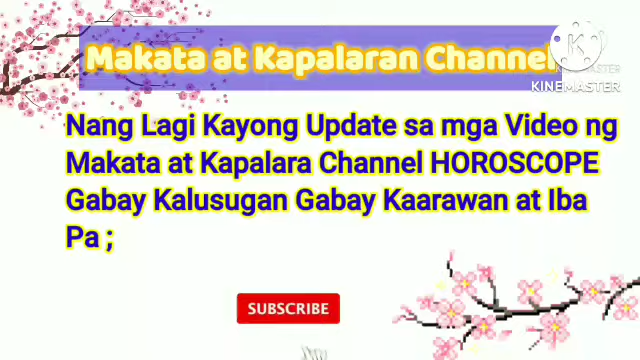 Makata at Kapalaran Channel
KINEMASTER
KINEMASTER
Nang Lagi Kayong Update sa mga Video ng
Makata at Kapalara Channel HOROSCOPE
Gabay Kalusugan Gabay Kaarawan at Iba
Pa ;
SUBSCRIBE